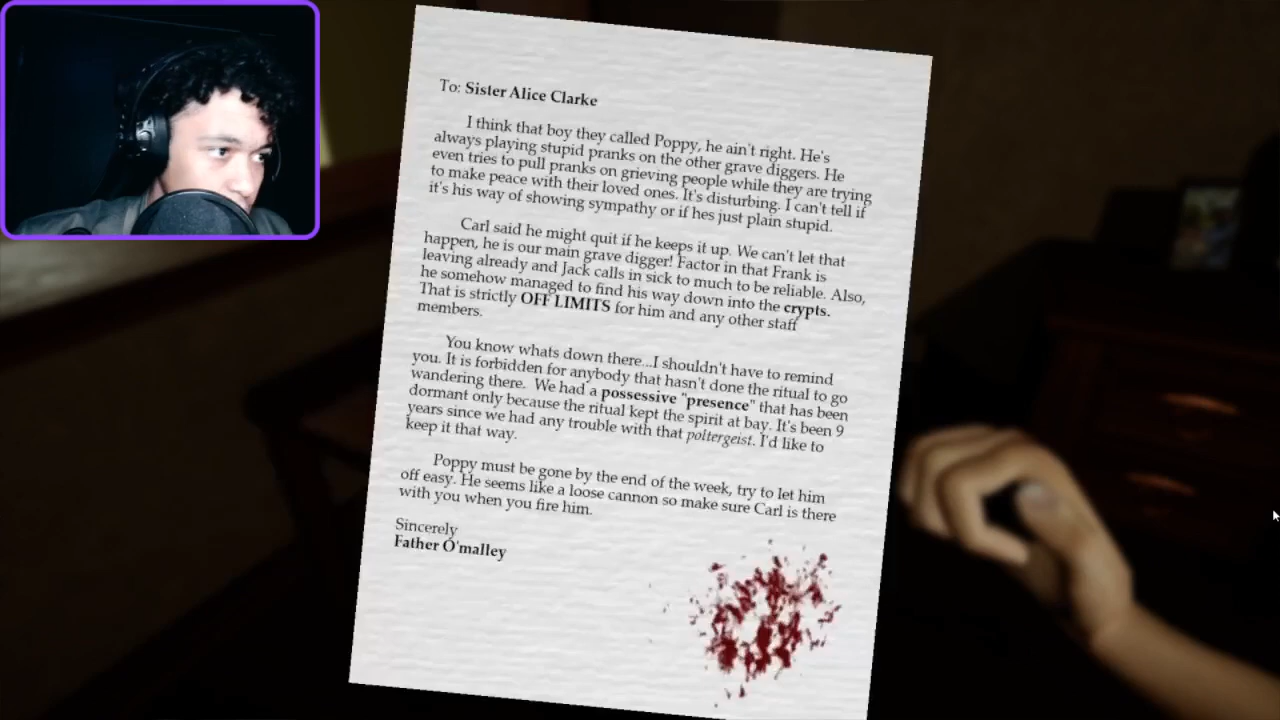 To: Sister Alice Clarke
I think that boy they called Poppy, he ain't right. He's
always playing stupid pranks on the other grave diggers. He
even tries to pull pranks on grieving people while they are trying
to make peace with their loved ones. It's disturbing. I can't tell if
it's his way of showing sympathy or if hes just plain stupid.
Carl said he might quit if he keeps it up. We can't let that
happen, he is our main grave digger! Factor in that Frank is
leaving already and Jack calls in sick to much to be reliable. Also,
he somehow managed to find his way down into the crypts.
That is strictly OFF LIMITS for him and any other staff
members.
You know whats down there...I shouldn't have to remind
you. It is forbidden for anybody that hasn't done the ritual to go
wandering there. We had a possessive "presence" that has been
dormant only because the ritual kept the spirit at bay. It's been 9
years since we had any trouble with that poltergeist. I'd like to
keep it that way.
Poppy must be gone by the end of the week, try to let him
off easy. He seems like a loose cannon so make sure Carl is there
with you when you fire him.
Sincerely
Father O'malley